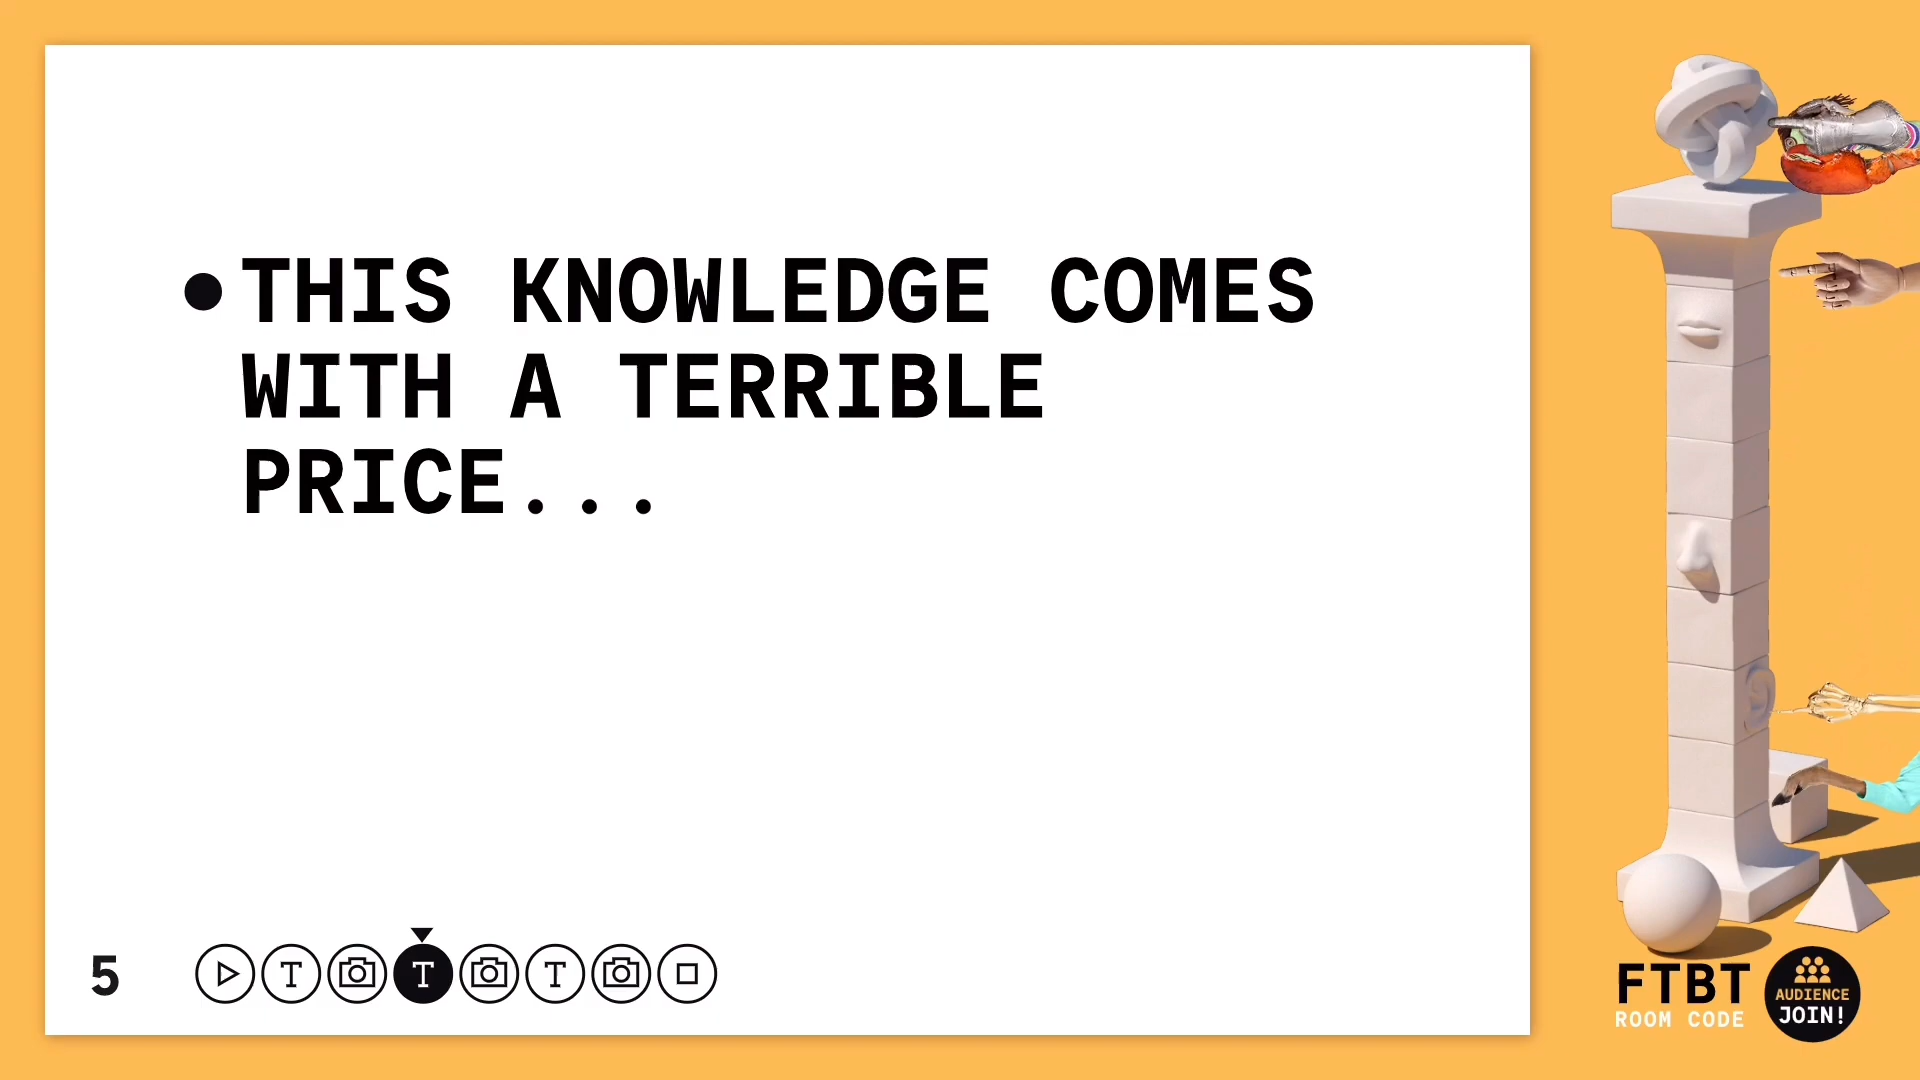 THIS KNOWLEDGE COMES
WITH A TERRIBLE
PRICE...
5
T
T
T
FTBT
ROOM CODE
AUDIENCE
JOIN!